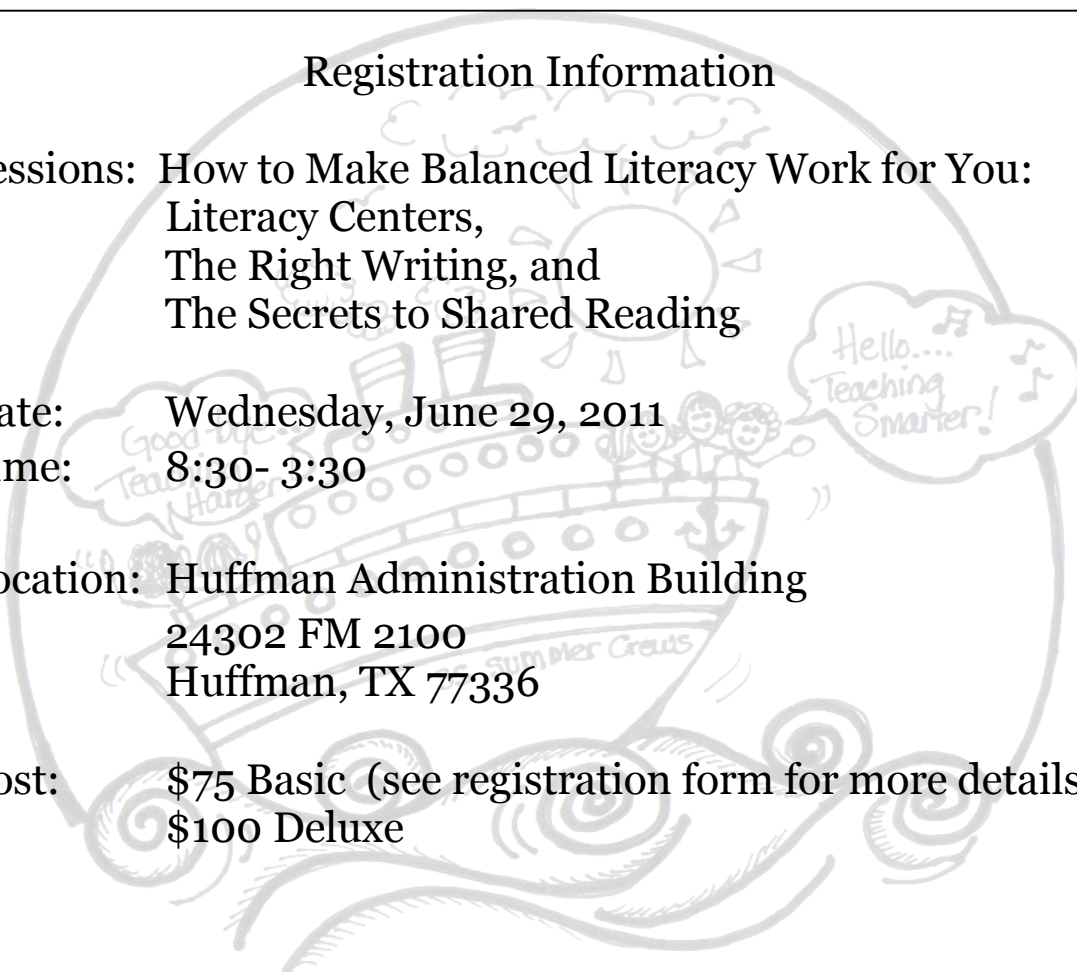 Registration Information
essions: How to Make Balanced Literacy Work for You:
Literacy Centers,
The Right Writing, and
The Secrets to Shared Reading
Hello....
Teaching
Smarter!
ate: Wednesday, June 29, 2011
Good-bye
Teaching
Harder
ime: 8:30- 3:30
ocation: Huffman Administration Building
24302 FM 2100
summer Crews
Huffman, TX 77336
ost: $75 Basic (see registration form for more details
$100 Deluxe